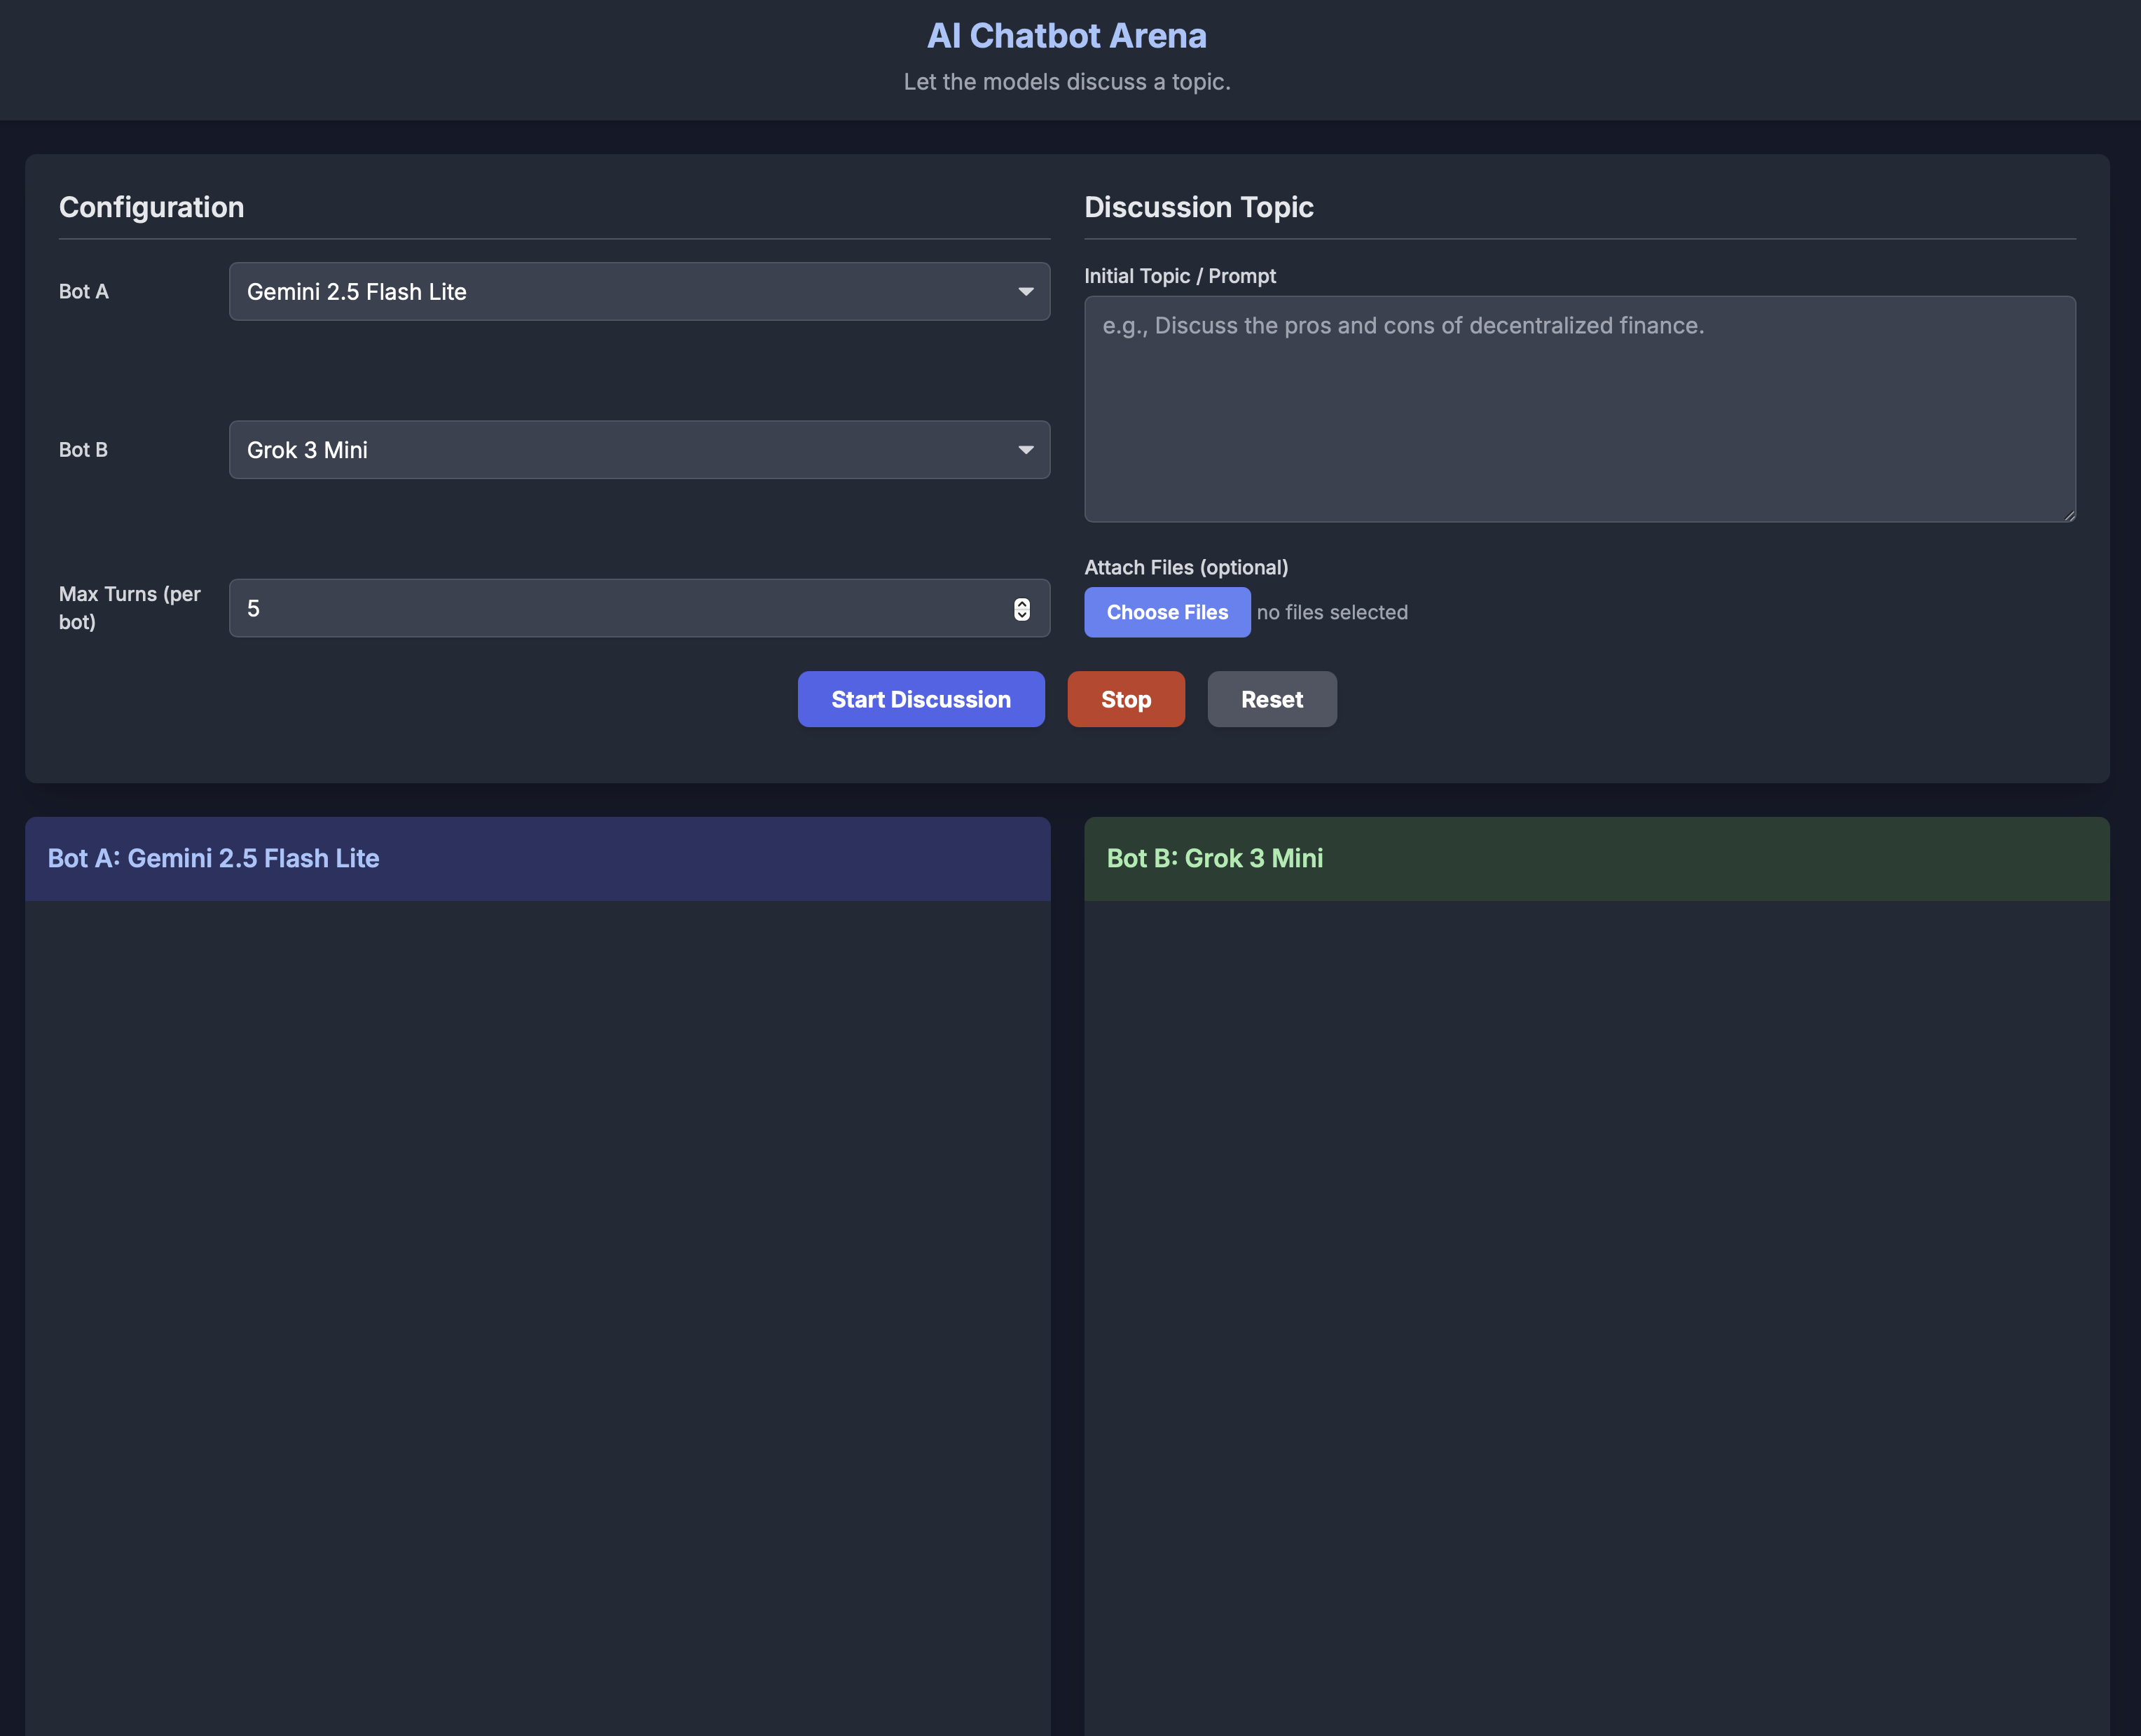 AI Chatbot Arena
Let the models discuss a topic.
Configuration
Bot A
Gemini 2.5 Flash Lite
Bot B
Grok 3 Mini
Max Turns (per
bot)
5
Discussion Topic
Initial Topic / Prompt
e.g., Discuss the pros and cons of decentralized finance.
Attach Files (optional)
Choose Files no files selected
Start Discussion Stop Reset
Bot A: Gemini 2.5 Flash Lite
Bot B: Grok 3 Mini